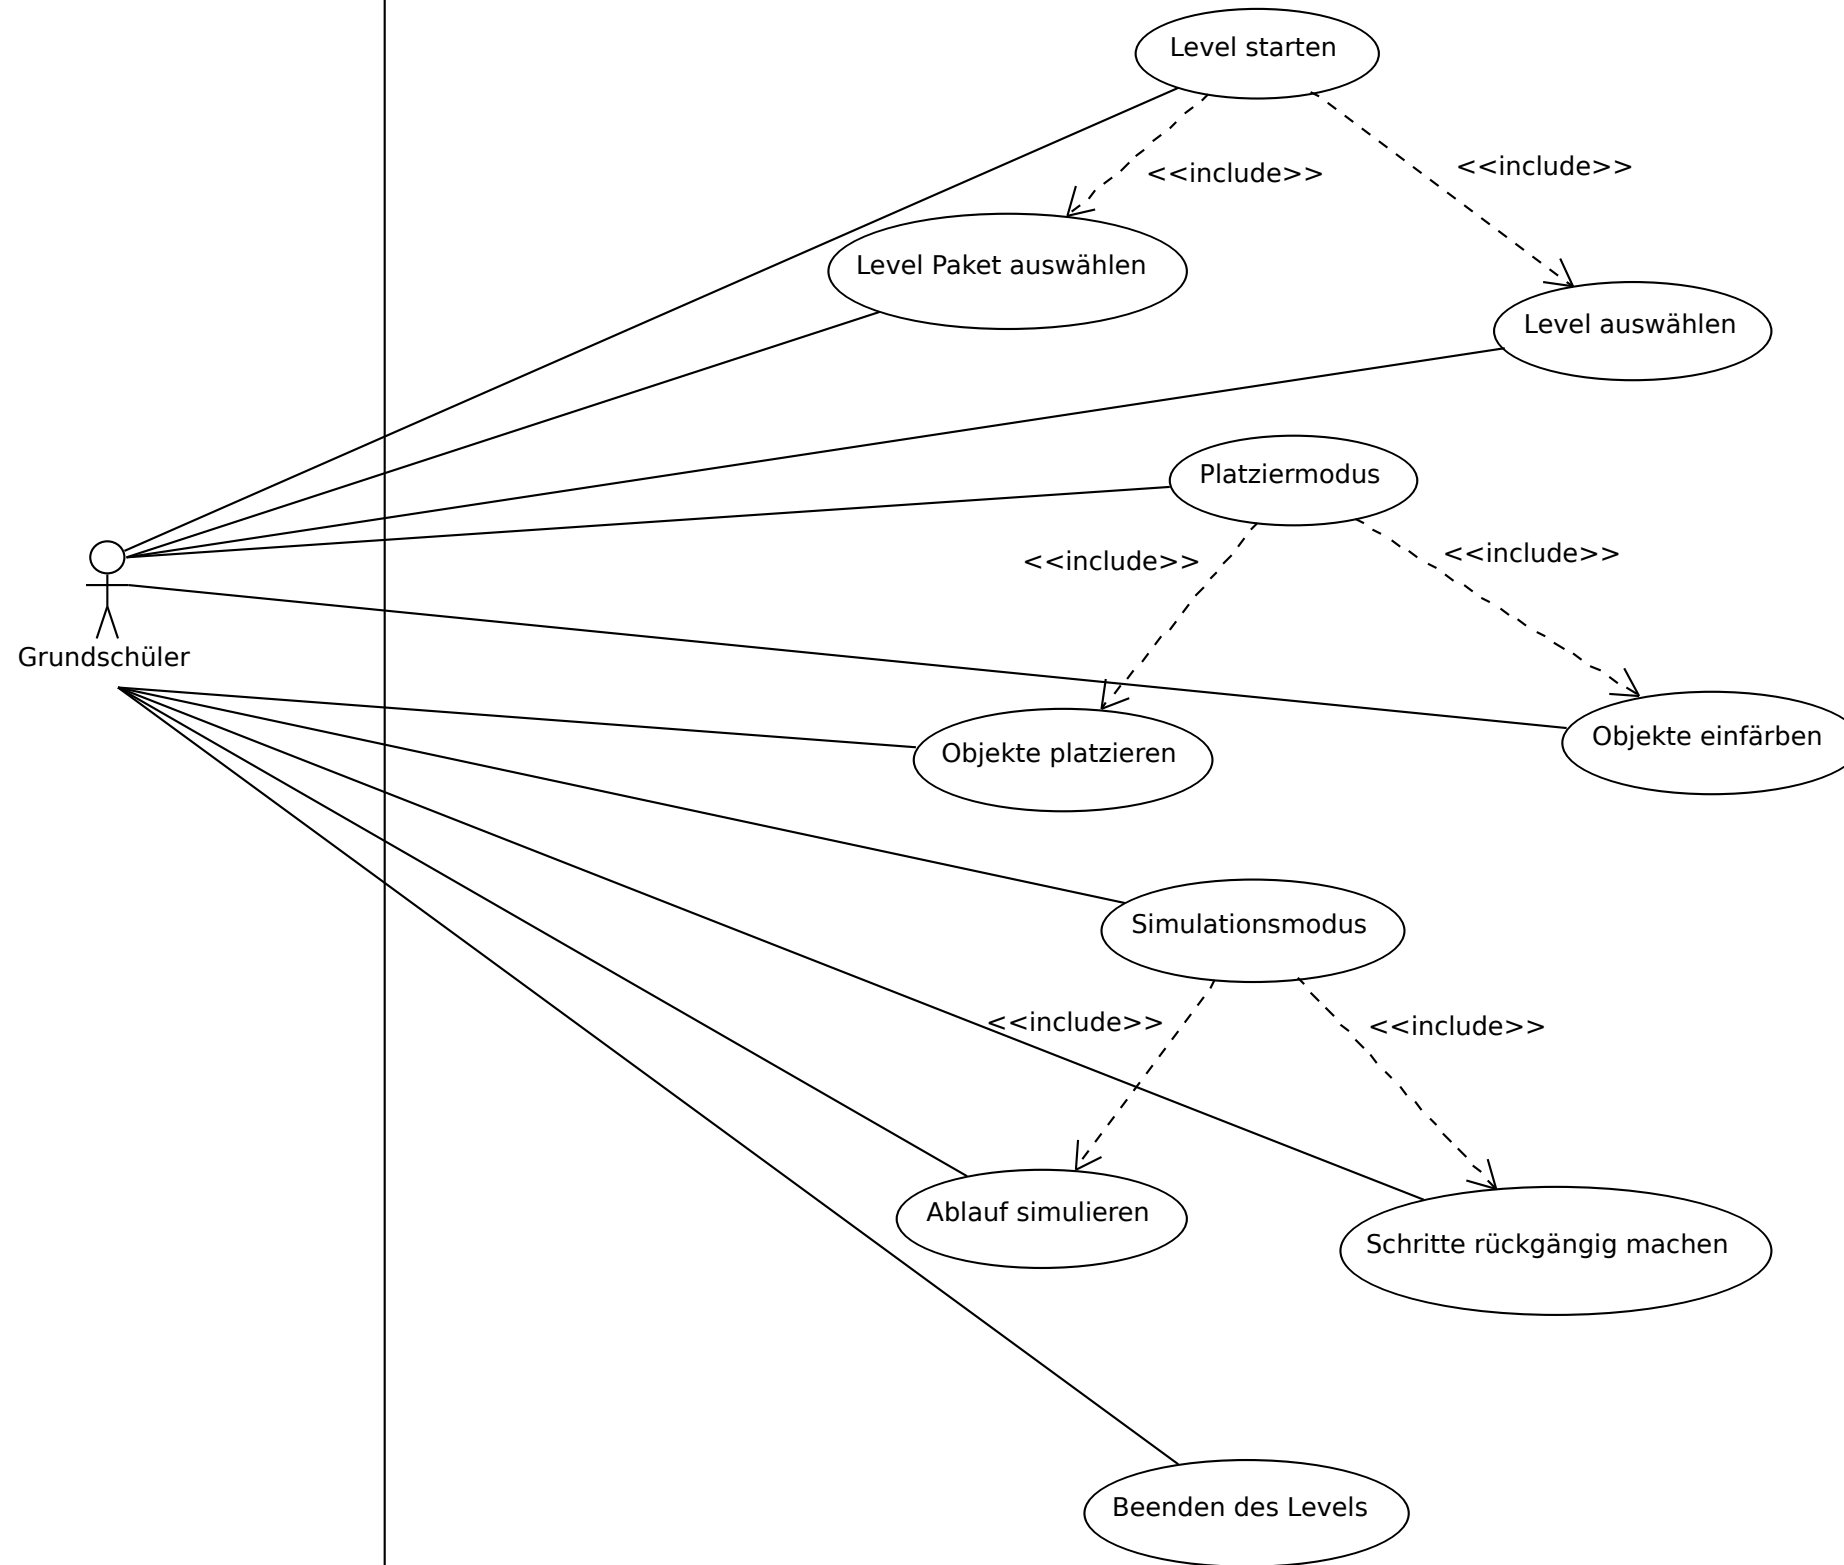 Level starten
<<include>>
<<include>>
Level Paket auswählen
Level auswählen
Platziermodus
<<include>>
<<include>>
Grundschüler
Objekte platzieren
Objekte einfärben
Simulationsmodus
<<include>>
<<include>>
Ablauf simulieren
Schritte rückgängig machen
Beenden des Levels